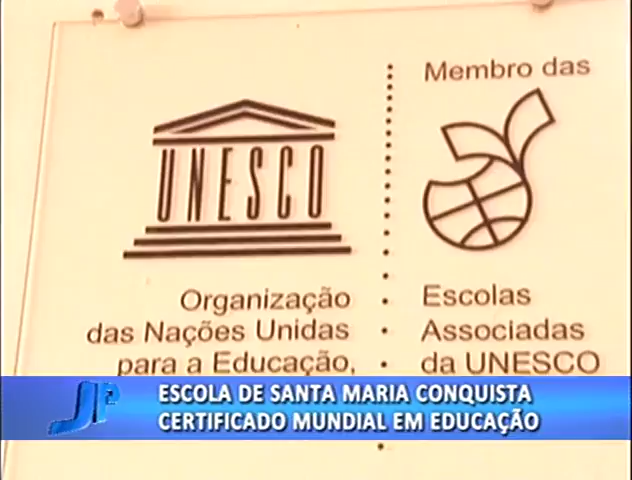 UNESCO
Organização
das Nações Unidas
para a Educação,
Membro das
Escolas
Associadas
da UNESCO
JP
ESCOLA DE SANTA MARIA CONQUISTA
CERTIFICADO MUNDIAL EM EDUCAÇÃO